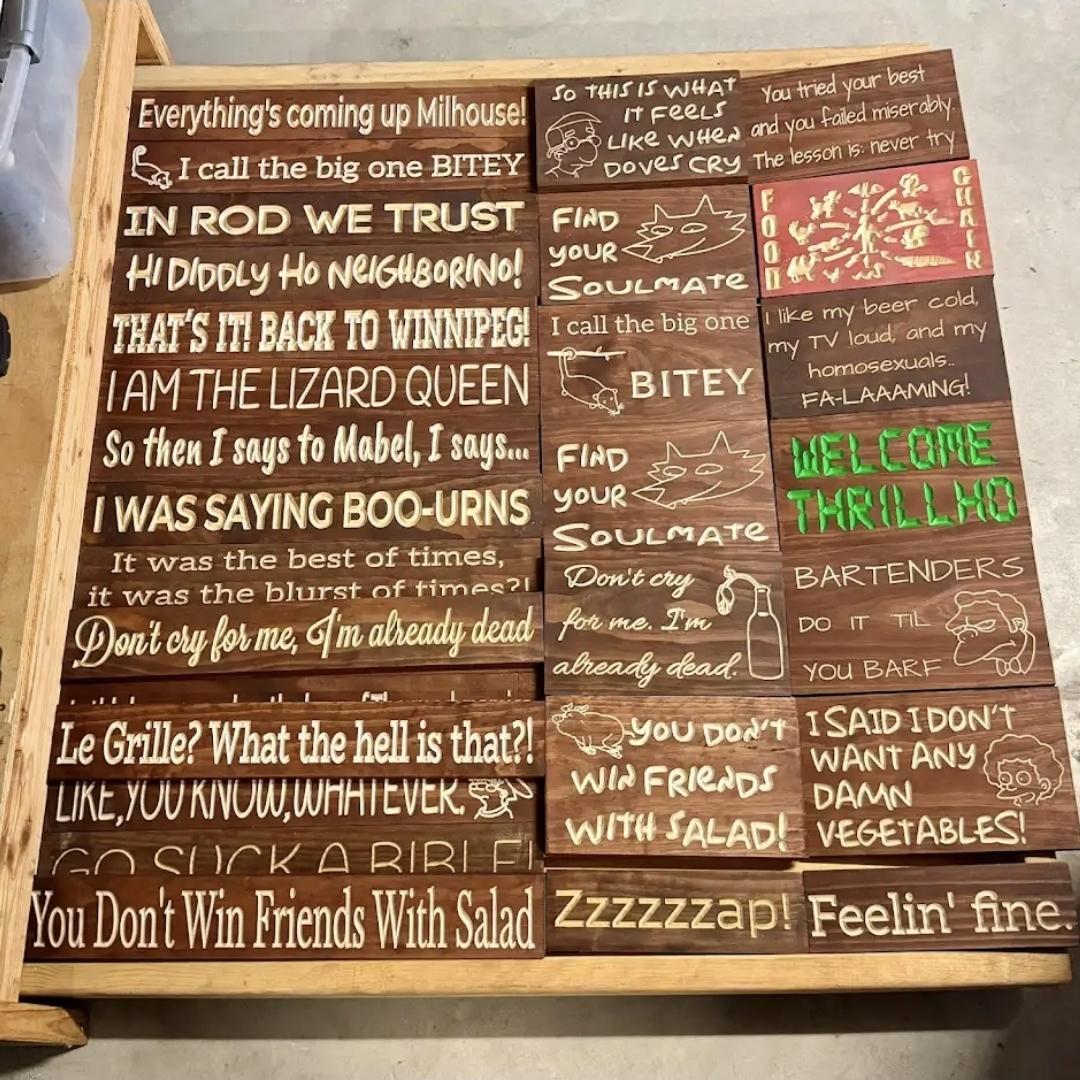 Everything's coming up Milhouse!
I call the big one BITEY
IN ROD WE TRUST
HI DIDDLY HO NEIGHBORINO!
THAT'S IT! BACK TO WINNIPEG!
I AM THE LIZARD QUEEN
So then I says to Mabel, I says...
I WAS SAYING BOO-URNS
It was the best of times,
it was the blurst of times?!
Don't cry for me, I'm already dead
Le Grille? What the hell is that?!
LIKE, YOU KNOW, WHATEVER.
GO SUCK A BIBLE!
You Don't Win Friends With Salad
SO THIS IS WHAT
IT FEELS
LIKE WHEN
DOVES CRY
FIND
YOUR
SOULMATE
I call the big one
BITEY
FIND
YOUR
SOULMATE
Don't cry
for me. I'm
already dead.
YOU DON'T
WIN FRIENDS
WITH SALAD!
Zzzzzzzap!
You tried your best
and you failed miserably.
The lesson is: never try
FOOD
CHAIN
I like my beer cold,
my TV loud, and my
homosexuals..
FA-LAAAMING!
WELCOME
THRILLHO
BARTENDERS
DO IT TIL
YOU BARF
I SAID I DON'T
WANT ANY
DAMN
VEGETABLES!
Feelin' fine.